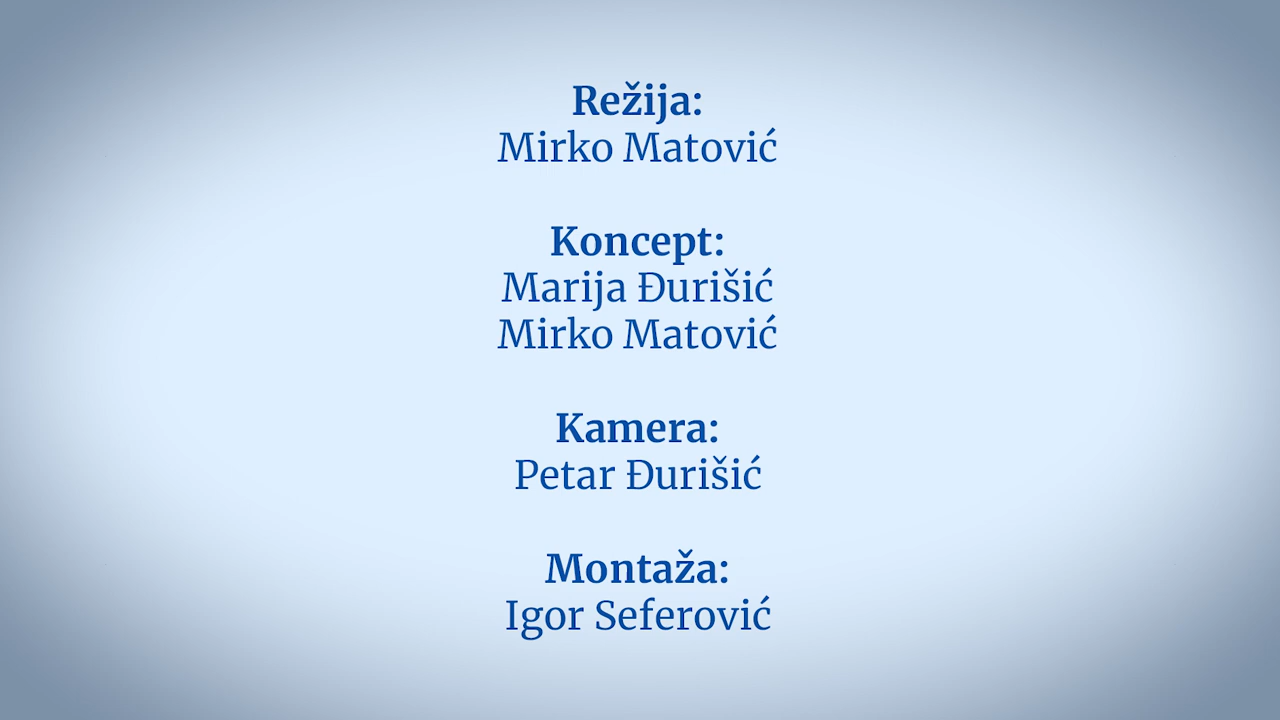 Režija:
Mirko Matović
Koncept:
Marija Đurišić
Mirko Matović
Kamera:
Petar Đurišić
Montaža:
Igor Seferović